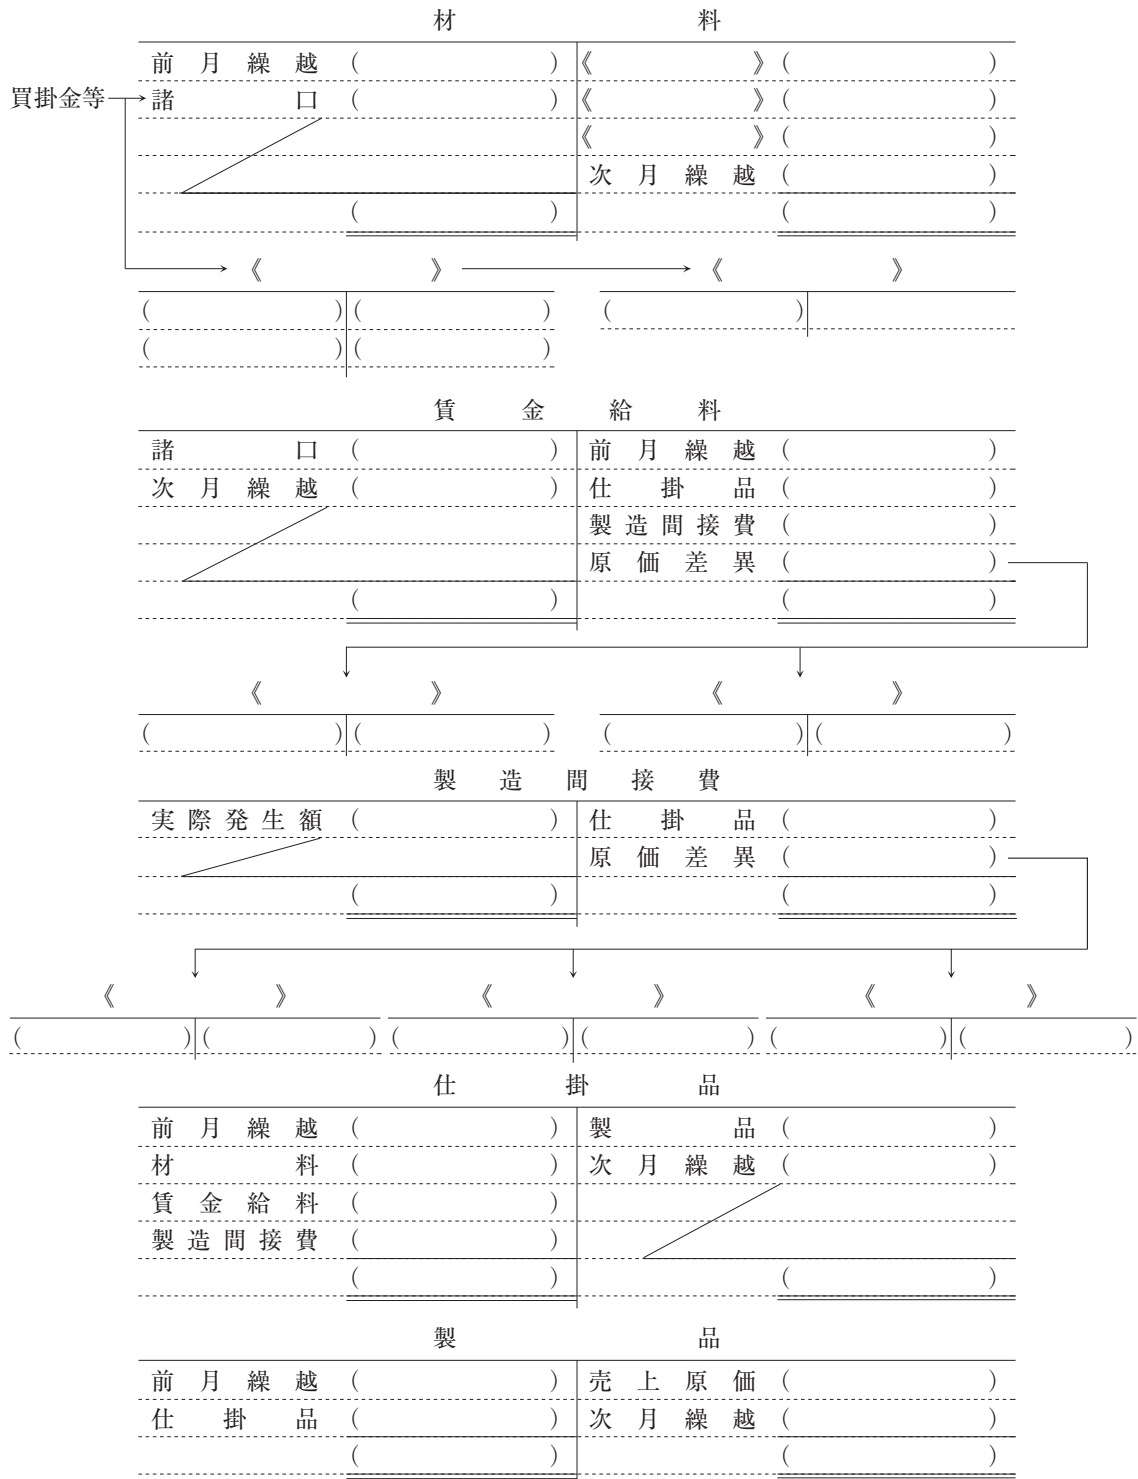 材料
前月繰越 ( ) 《 》 ( )
買掛金等 諸口 ( ) 《 》 ( )
《 》 ( )
次月繰越 ( )
( ) ( )
《 》 《 》
( ) ( ) ( )
( ) ( )
賃金給料
諸口 ( ) 前月繰越 ( )
次月繰越 ( ) 仕掛品 ( )
製造間接費 ( )
原価差異 ( )
( ) ( )
《 》 《 》
( ) ( ) ( ) ( )
製造間接費
実際発生額 ( ) 仕掛品 ( )
原価差異 ( )
( ) ( )
《 》 《 》 《 》
( ) ( ) ( ) ( ) ( ) ( )
仕掛品
前月繰越 ( ) 製品 ( )
材料 ( ) 次月繰越 ( )
賃金給料 ( )
製造間接費 ( )
( ) ( )
製品
前月繰越 ( ) 売上原価 ( )
仕掛品 ( ) 次月繰越 ( )
( ) ( )